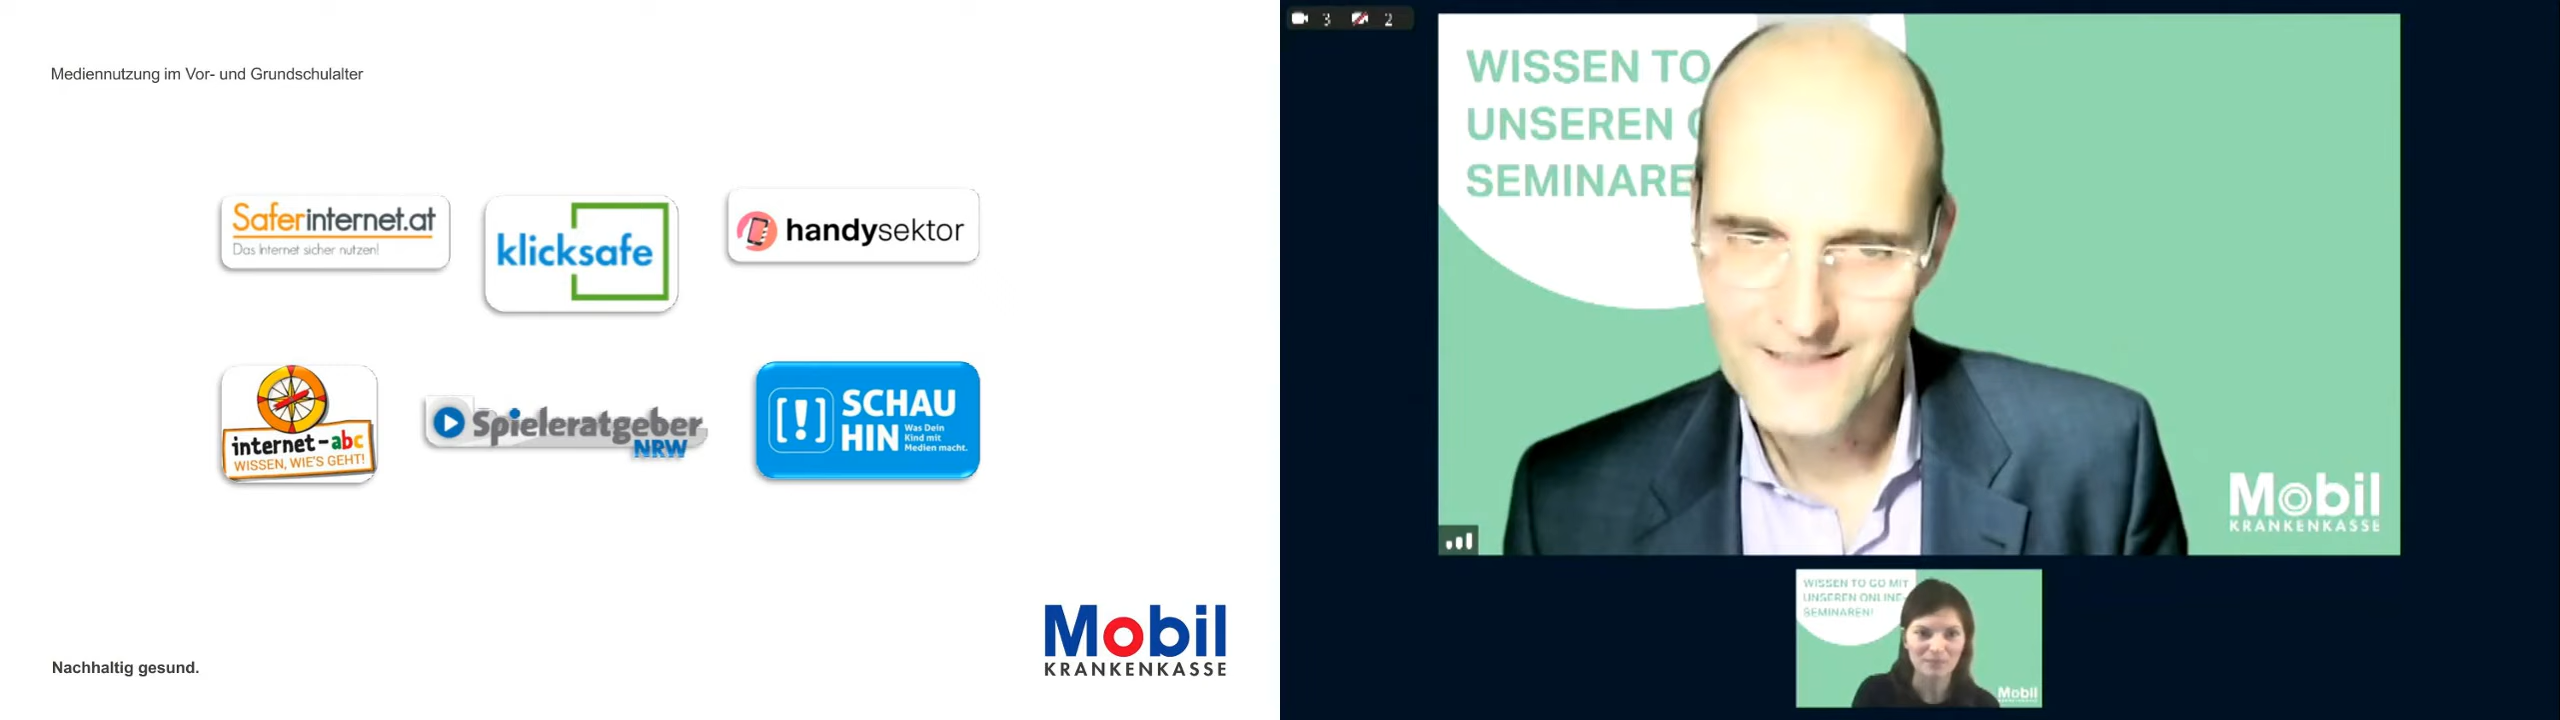 Mediennutzung im Vor- und Grundschulalter
Saferinternet.at
Das Internet sicher nutzen!
klicksafe
handysektor
internet-abc
WISSEN, WIE'S GEHT!
Spieleratgeber
NRW
[!] SCHAU
HIN
Was Dein
Kind mit
Medien macht.
Mobil
KRANKENKASSE
Nachhaltig gesund.
3 2
WISSEN TO
UNSEREN
SEMINARE
Mobil
KRANKENKASSE
WISSEN TO GO MIT
UNSEREN ONLINE-
SEMINAREN!
Mobil